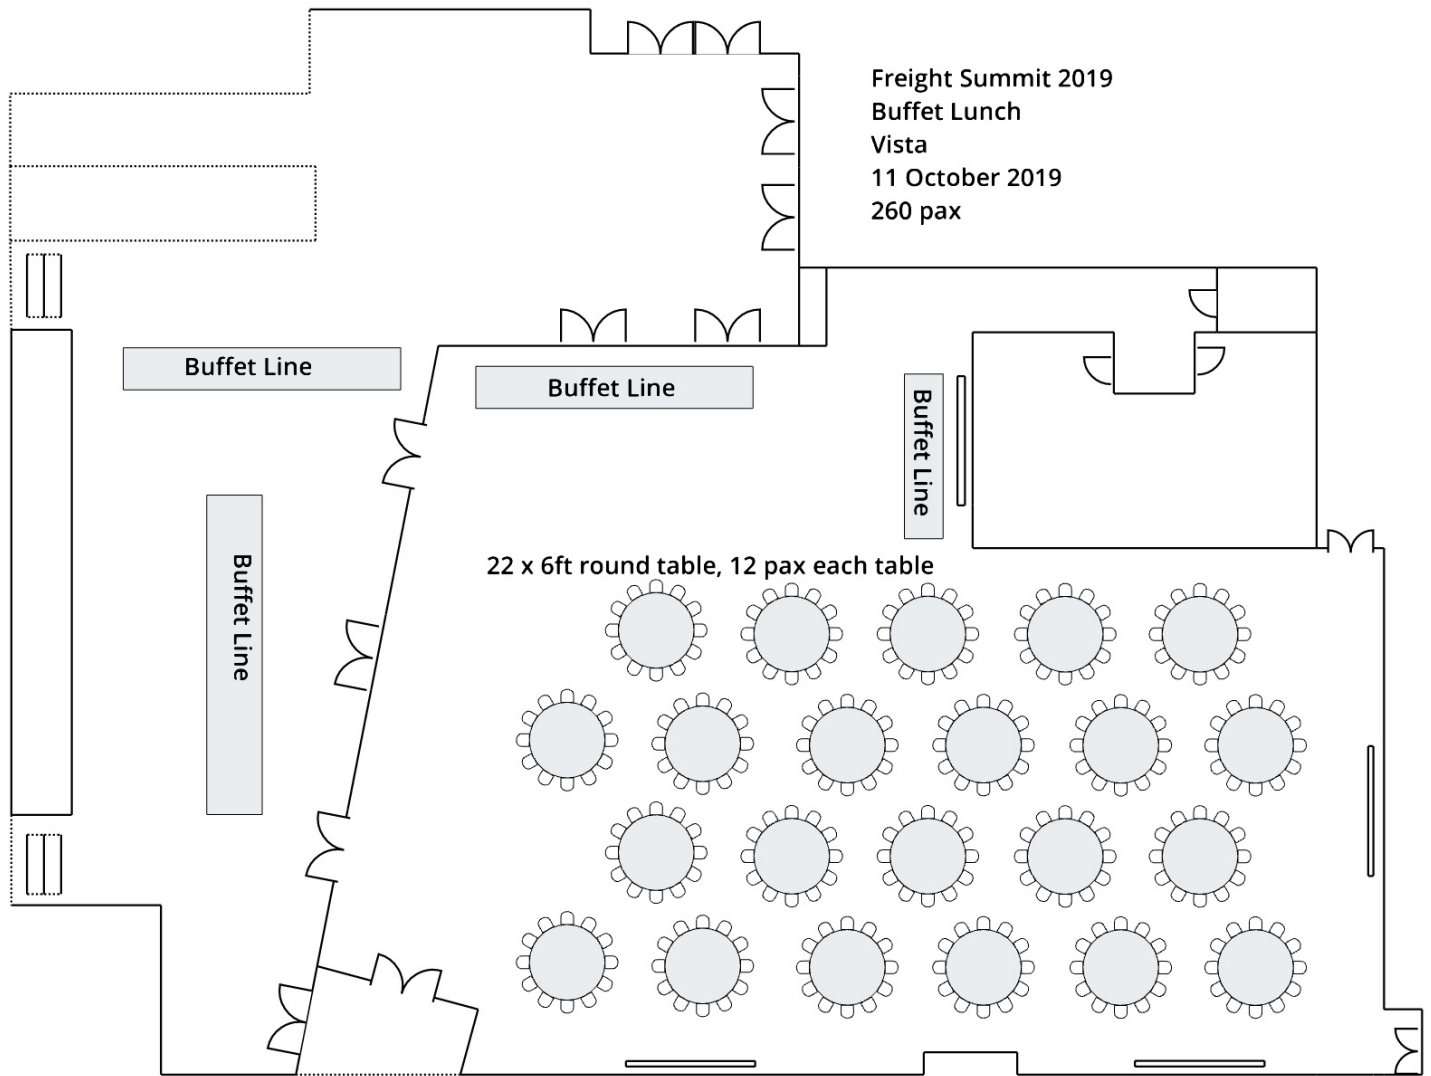 Freight Summit 2019
Buffet Lunch
Vista
11 October 2019
260 pax
Buffet Line
Buffet Line
Buffet Line
Buffet Line
22 x 6ft round table, 12 pax each table